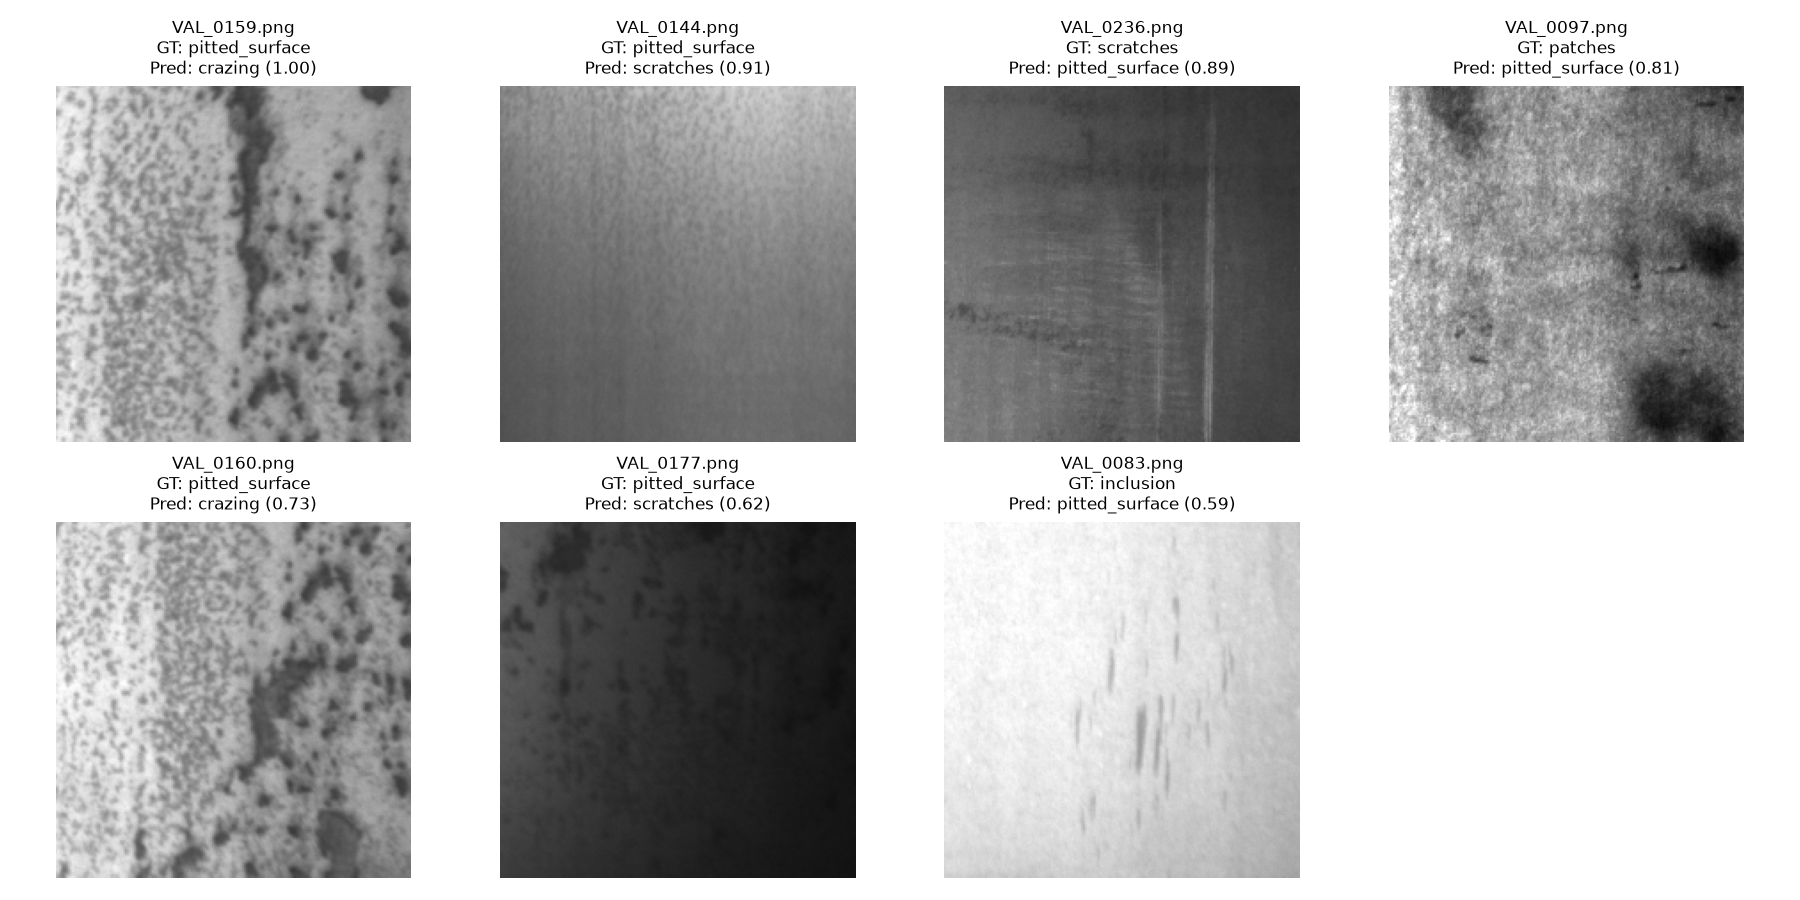 VAL_0159.png
GT: pitted_surface
Pred: crazing (1.00)
VAL_0144.png
GT: pitted_surface
Pred: scratches (0.91)
VAL_0236.png
GT: scratches
Pred: pitted_surface (0.89)
VAL_0097.png
GT: patches
Pred: pitted_surface (0.81)
VAL_0160.png
GT: pitted_surface
Pred: crazing (0.73)
VAL_0177.png
GT: pitted_surface
Pred: scratches (0.62)
VAL_0083.png
GT: inclusion
Pred: pitted_surface (0.59)